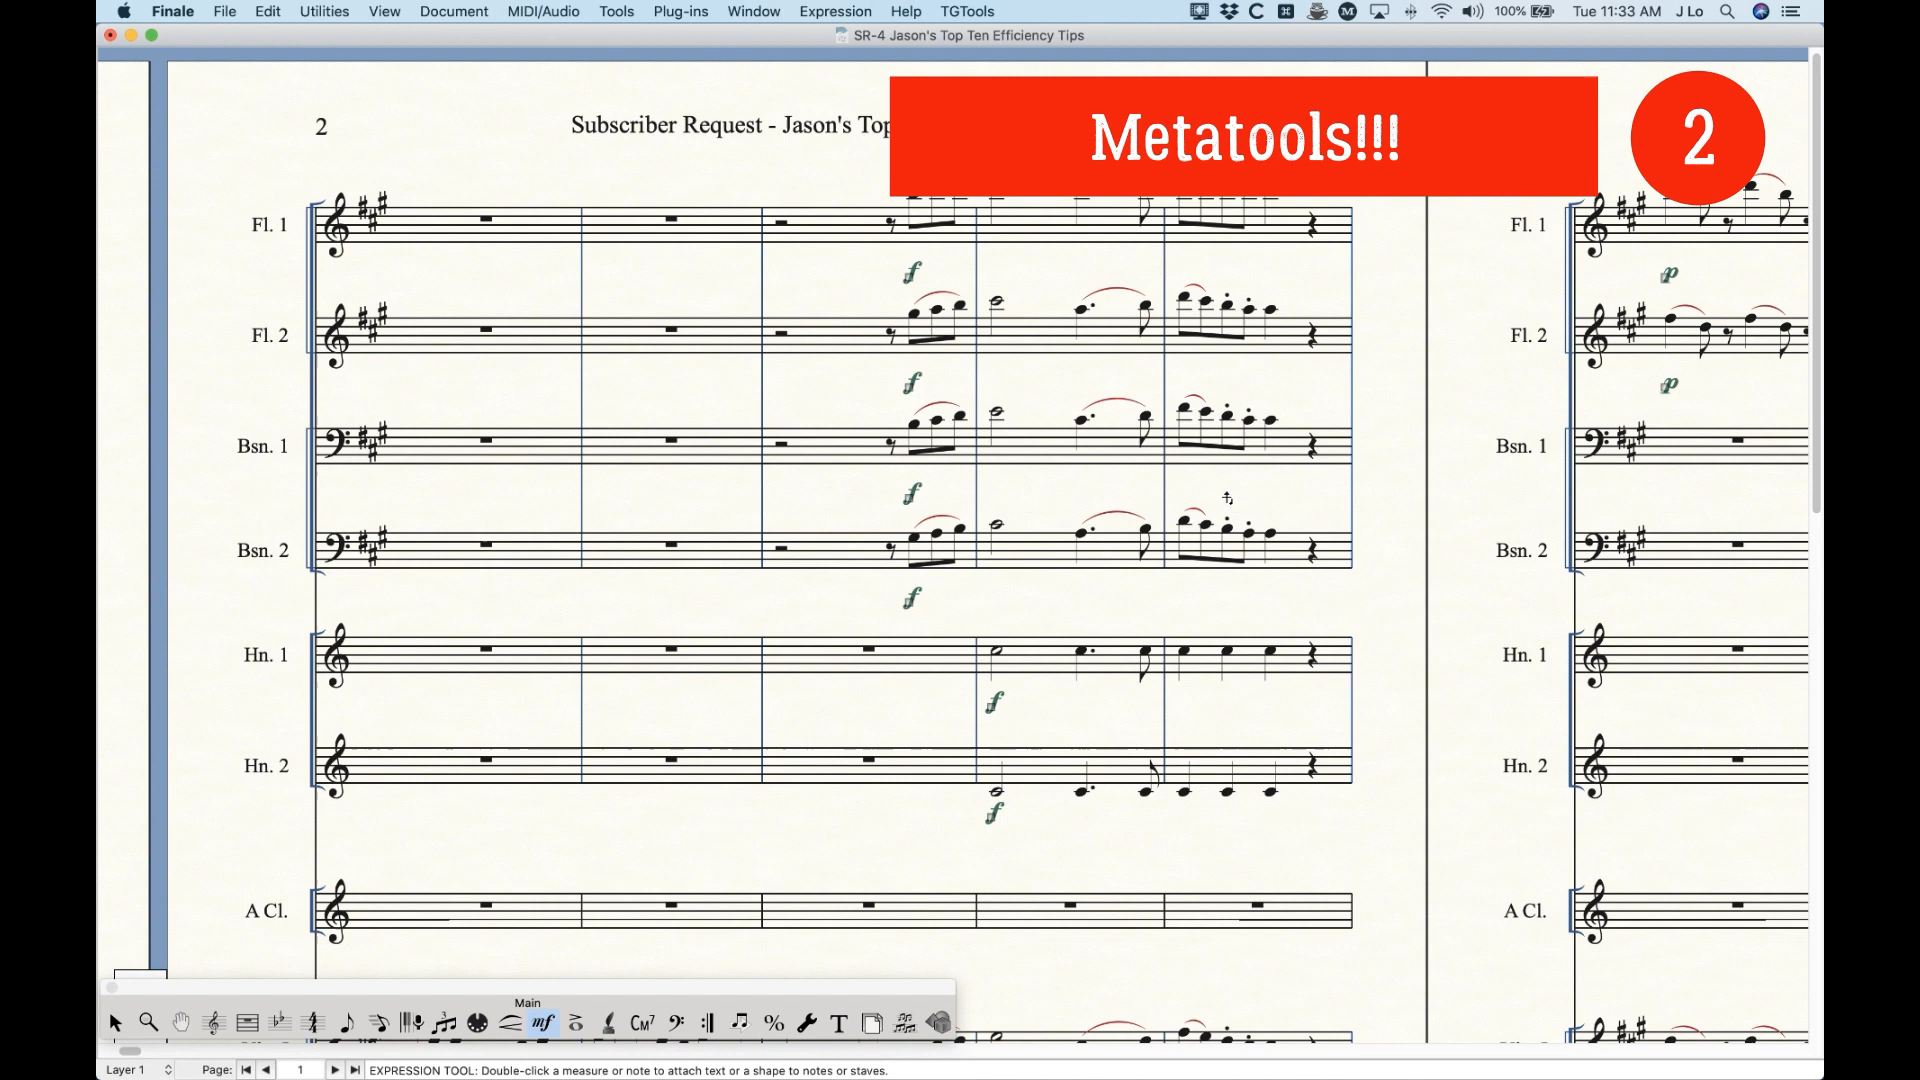 Finale File Edit Utilities View Document MIDI/Audio Tools Plug-ins Window Expression Help TGTools 100% Tue 11:33 AM J Lo
SR-4 Jason's Top Ten Efficiency Tips
2
Subscriber Request - Jason's Top
Metatools!!!
2
Fl. 1
Fl. 1
f
p
Fl. 2
Fl. 2
f
p
Bsn. 1
Bsn. 1
f
Bsn. 2
Bsn. 2
f
Hn. 1
Hn. 1
f
Hn. 2
Hn. 2
f
A Cl.
A Cl.
Main
mf CM7 % T
Layer 1 Page: 1 EXPRESSION TOOL: Double-click a measure or note to attach text or a shape to notes or staves.